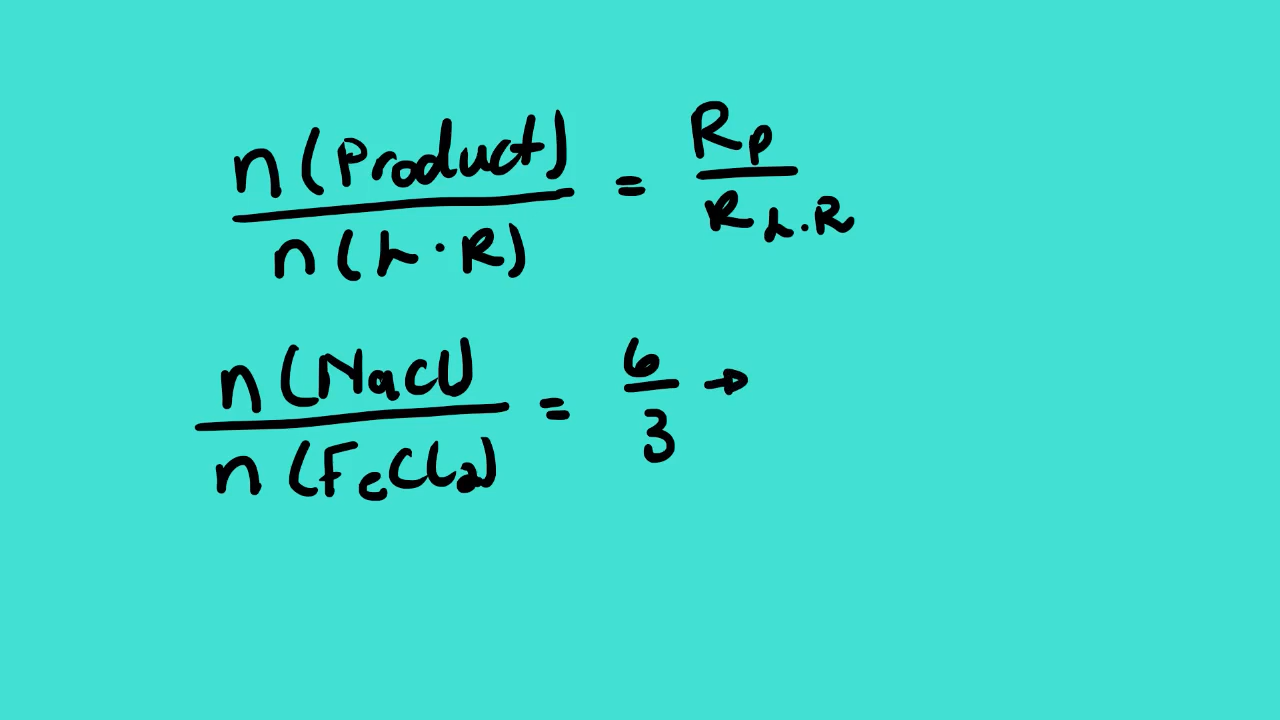 n(Product) = Rp
n(L·R) RL.R
n(NaCl) = 6 →
n(FeCl2) 3